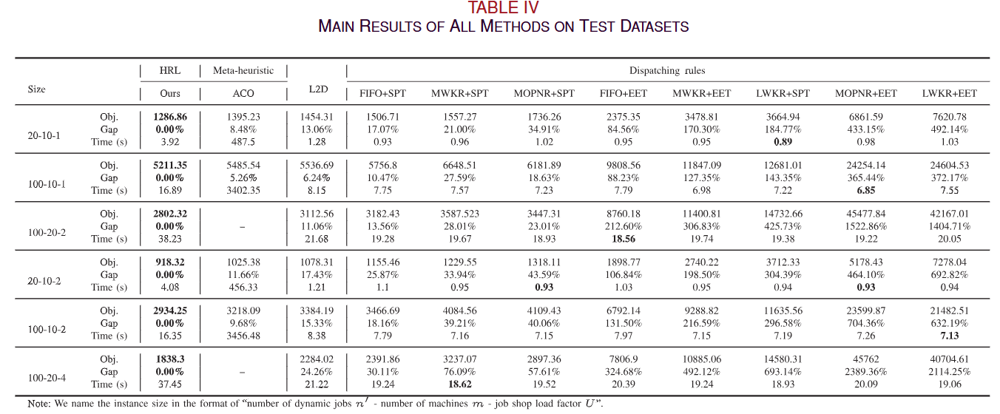 TABLE IV
MAIN RESULTS OF ALL METHODS ON TEST DATASETS
Size HRL Meta-heuristic L2D Dispatching rules
Ours ACO FIFO+SPT MWKR+SPT MOPNR+SPT FIFO+EET MWKR+EET LWKR+SPT MOPNR+EET LWKR+EET
20-10-1
Obj. 1286.86 1395.23 1454.31 1506.71 1557.27 1736.26 2375.35 3478.81 3664.94 6861.59 7620.78
Gap 0.00% 8.48% 13.06% 17.07% 21.00% 34.91% 84.56% 170.30% 184.77% 433.15% 492.14%
Time (s) 3.92 487.5 1.28 0.93 0.96 1.02 0.95 0.95 0.89 0.98 1.03
100-10-1
Obj. 5211.35 5485.54 5536.69 5756.8 6648.51 6181.89 9808.56 11847.09 12681.01 24254.14 24604.53
Gap 0.00% 5.26% 6.24% 10.47% 27.59% 18.63% 88.23% 127.35% 143.35% 365.44% 372.17%
Time (s) 16.89 3402.35 8.15 7.75 7.57 7.23 7.79 6.98 7.22 6.85 7.55
100-20-2
Obj. 2802.32 – 3112.56 3182.43 3587.523 3447.31 8760.18 11400.81 14732.66 45477.84 42167.01
Gap 0.00% 11.06% 13.56% 28.01% 23.01% 212.60% 306.83% 425.73% 1522.86% 1404.71%
Time (s) 38.23 21.68 19.28 19.67 18.93 18.56 19.74 19.38 19.22 20.05
20-10-2
Obj. 918.32 1025.38 1078.31 1155.46 1229.55 1318.11 1898.77 2740.22 3712.33 5178.43 7278.04
Gap 0.00% 11.66% 17.43% 25.87% 33.94% 43.59% 106.84% 198.50% 304.39% 464.10% 692.82%
Time (s) 4.08 456.33 1.21 1.1 0.95 0.93 1.03 0.95 0.94 0.93 0.94
100-10-2
Obj. 2934.25 3218.09 3384.19 3466.69 4084.56 4109.43 6792.14 9288.82 11635.56 23599.87 21482.51
Gap 0.00% 9.68% 15.33% 18.16% 39.21% 40.06% 131.50% 216.59% 296.58% 704.36% 632.19%
Time (s) 16.35 3456.48 8.38 7.79 7.16 7.15 7.97 7.15 7.19 7.26 7.13
100-20-4
Obj. 1838.3 – 2284.02 2391.86 3237.07 2897.36 7806.9 10885.06 14580.31 45762 40704.61
Gap 0.00% 24.26% 30.11% 76.09% 57.61% 324.68% 492.12% 693.14% 2389.36% 2114.25%
Time (s) 37.45 21.22 19.24 18.62 19.52 20.39 19.24 18.93 20.09 19.06
Note: We name the instance size in the format of “number of dynamic jobs n′ - number of machines m - job shop load factor U”.